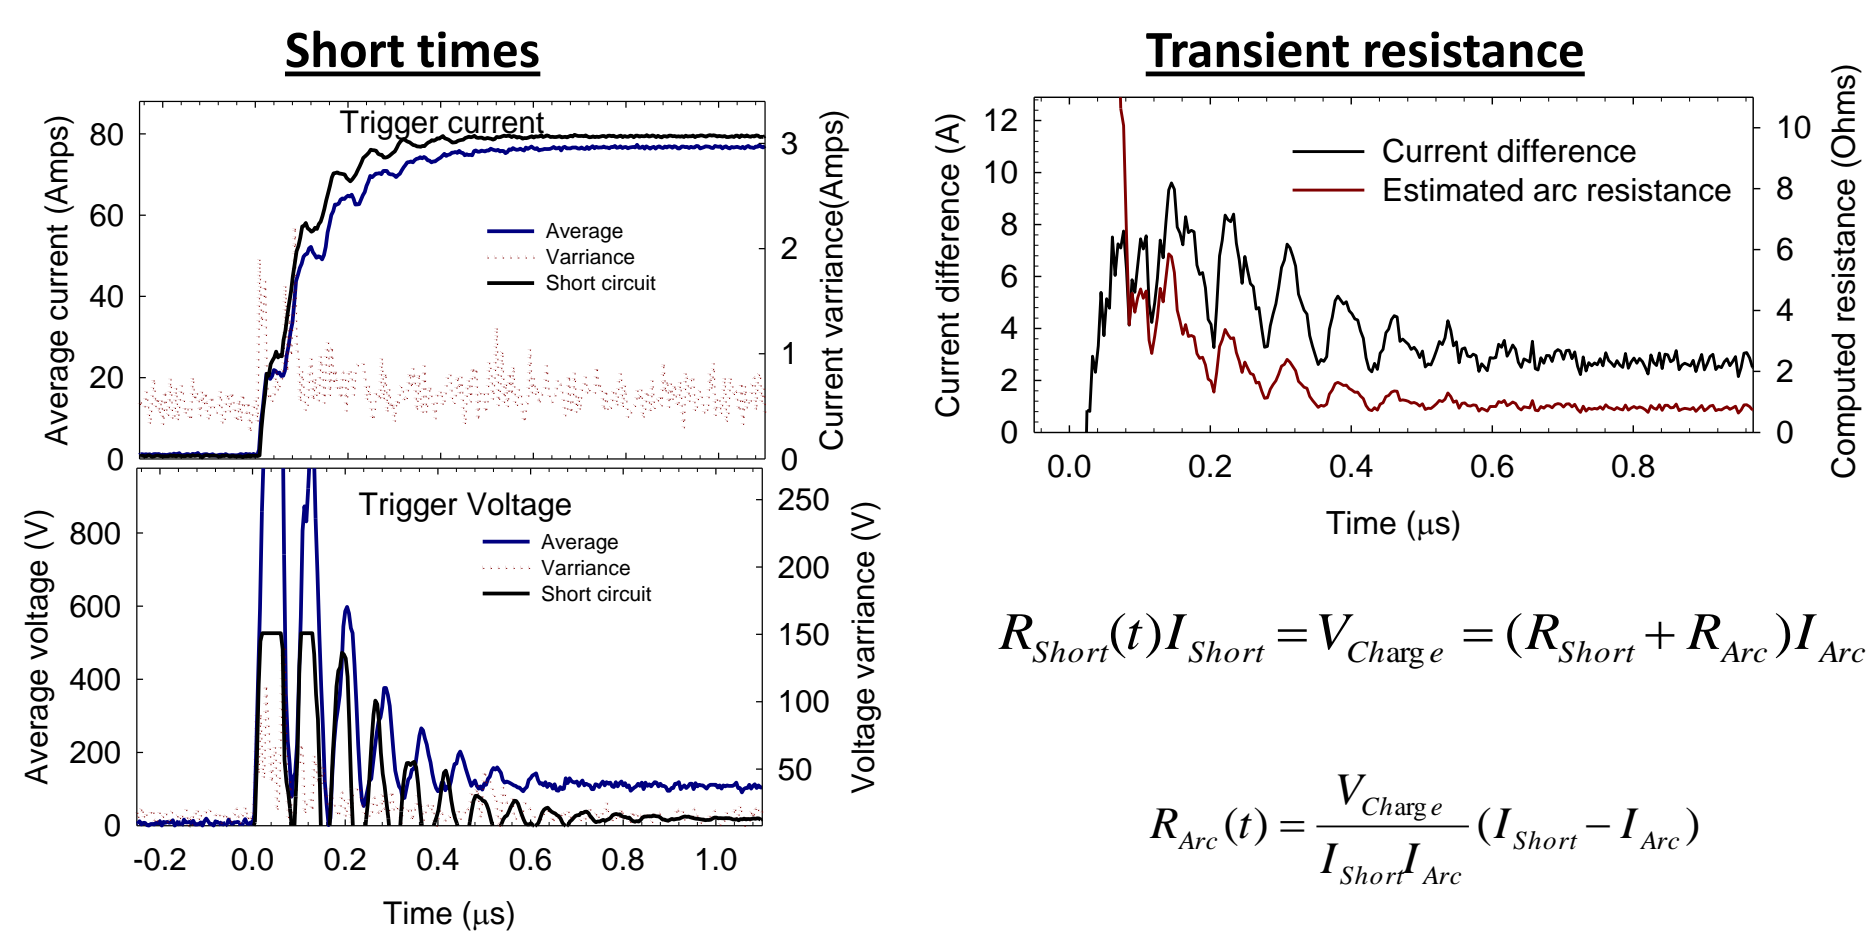 Short times
Trigger current
Average current (Amps)
80
60
40
20
0
Current varriance(Amps)
3
2
1
0
Average
Varriance
Short circuit
Trigger Voltage
Average voltage (V)
800
600
400
200
0
Voltage varriance (V)
250
200
150
100
50
Average
Varriance
Short circuit
-0.2 0.0 0.2 0.4 0.6 0.8 1.0
Time (μs)
Transient resistance
Current difference (A)
12
10
8
6
4
2
0
Computed resistance (Ohms)
10
8
6
4
2
0
Current difference
Estimated arc resistance
0.0 0.2 0.4 0.6 0.8
Time (μs)
R_Short(t)I_Short = V_Charge = (R_Short + R_Arc)I_Arc
R_Arc(t) = V_Charge / I_Short I_Arc (I_Short − I_Arc)